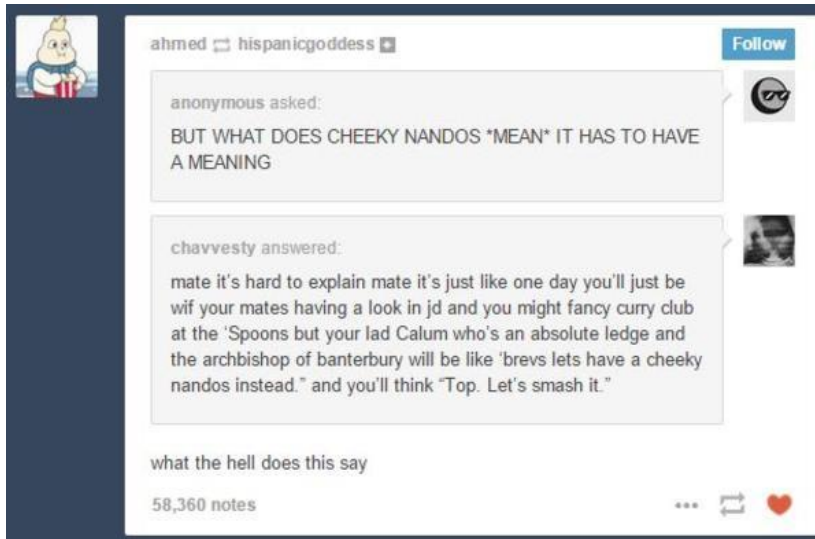 ahmed hispanicgoddess
Follow
anonymous asked:
BUT WHAT DOES CHEEKY NANDOS *MEAN* IT HAS TO HAVE
A MEANING
chavvesty answered:
mate it's hard to explain mate it's just like one day you'll just be
wif your mates having a look in jd and you might fancy curry club
at the 'Spoons but your lad Calum who's an absolute ledge and
the archbishop of banterbury will be like 'brevs lets have a cheeky
nandos instead." and you'll think “Top. Let's smash it.”
what the hell does this say
58,360 notes